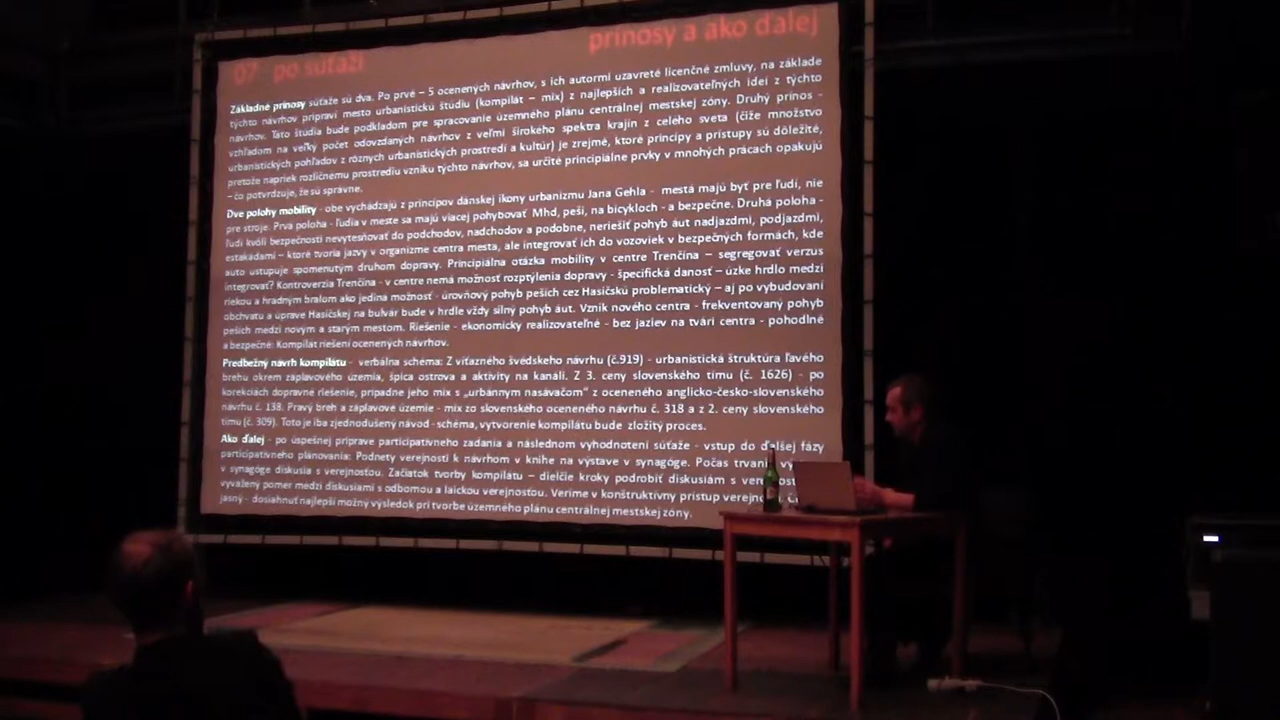 07 po súťaži
prínosy a ako ďalej
Základné prínosy súťaže sú dva. Po prvé – 5 ocenených návrhov, s ich autormi uzavreté licenčné zmluvy, na základe
týchto návrhov pripraví mesto urbanistickú štúdiu (kompilát – mix) z najlepších a realizovateľných ideí z týchto
návrhov. Táto štúdia bude podkladom pre spracovanie územného plánu centrálnej mestskej zóny. Druhý prínos -
vzhľadom na veľký počet odovzdaných návrhov z veľmi širokého spektra krajín z celého sveta (čiže množstvo
urbanistických pohľadov z rôznych urbanistických prostredí a kultúr) je zrejmé, ktoré princípy a prístupy sú dôležité,
pretože napriek rozličnému prostrediu vzniku týchto návrhov, sa určité principiálne prvky v mnohých prácach opakujú
– čo potvrdzuje, že sú správne.
Dve polohy mobility - obe vychádzajú z princípov dánskej ikony urbanizmu Jana Gehla - mestá majú byť pre ľudí, nie
pre stroje. Prvá poloha - ľudia v meste sa majú viacej pohybovať Mhd, peši, na bicykloch - a bezpečne. Druhá poloha -
ľudí kvôli bezpečnosti nevytesňovať do podchodov, nadchodov a podobne, neriešiť pohyb áut nadjazdmi, podjazdmi,
estakádami – ktoré tvoria jazvy v organizme centra mesta, ale integrovať ich do vozoviek v bezpečných formách, kde
auto ustupuje spomenutým druhom dopravy. Principiálna otázka mobility v centre Trenčína – segregovať verzus
integrovať? Kontroverzia Trenčína - v centre nemá možnosť rozptýlenia dopravy - špecifická danosť – úzke hrdlo medzi
riekou a hradným bralom ako jediná možnosť - úrovňový pohyb peších cez Hasičskú problematický – aj po vybudovaní
obchvatu a úprave Hasičskej na bulvár bude v hrdle vždy silný pohyb áut. Vznik nového centra - frekventovaný pohyb
peších medzi novým a starým mestom. Riešenie - ekonomicky realizovateľné - bez jaziev na tvári centra - pohodlné
a bezpečné: Kompilát riešení ocenených návrhov.
Predbežný návrh kompilátu - verbálna schéma: Z víťazného švédskeho návrhu (č.919) - urbanistická štruktúra ľavého
brehu okrem záplavového územia, špica ostrova a aktivity na kanáli. Z 3. ceny slovenského tímu (č. 1626) - po
korekciách dopravné riešenie, prípadne jeho mix s „urbánnym nasávačom“ z oceneného anglicko-česko-slovenského
návrhu č. 138. Pravý breh a záplavové územie - mix zo slovenského oceneného návrhu č. 318 a z 2. ceny slovenského
tímu (č. 309). Toto je iba zjednodušený návod - schéma, vytvorenie kompilátu bude zložitý proces.
Ako ďalej - po úspešnej príprave participatívneho zadania a následnom vyhodnotení súťaže - vstup do ďalšej fázy
participatívneho plánovania: Podnety verejnosti k návrhom v knihe na výstave v synagóge. Počas trvania
v synagóge diskusia s verejnosťou. Začiatok tvorby kompilátu – dielčie kroky podrobiť diskusiám s
vyvážený pomer medzi diskusiami s odbornou a laickou verejnosťou. Veríme v konštruktívny prístup
jasný - dosiahnuť najlepší možný výsledok pri tvorbe územného plánu centrálnej mestskej zóny.